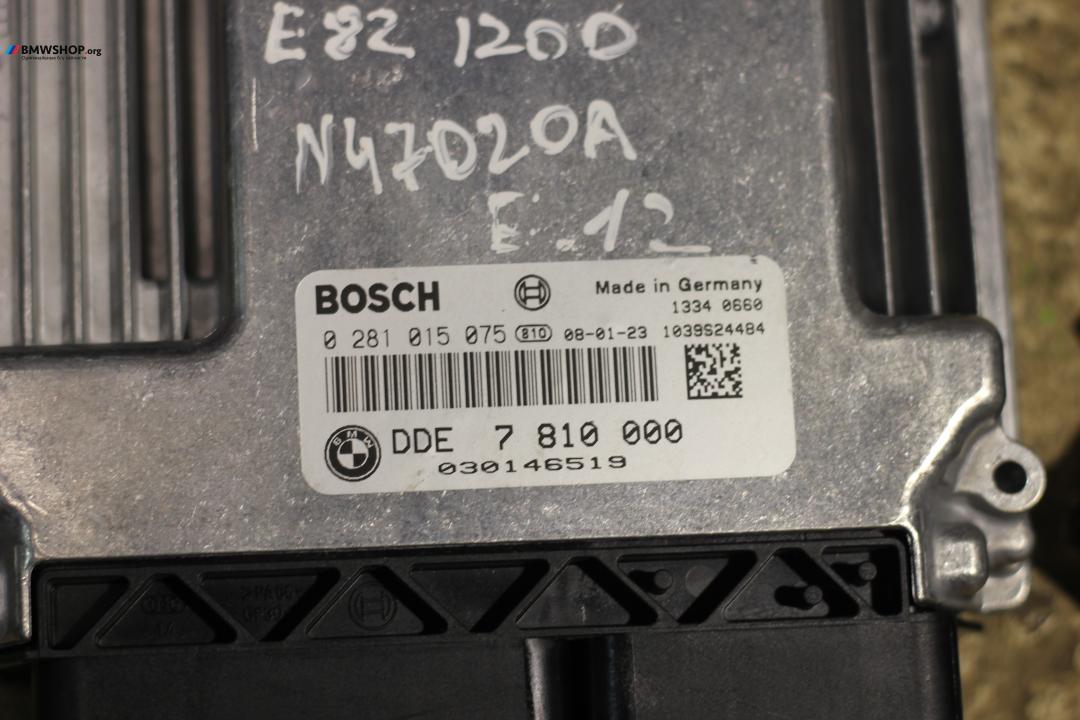 BMWSHOP.org
E82 120D
N47D20A
E.12
BOSCH
Made in Germany
1334 0660
0 281 015 075 810 08-01-23 1039S24484
BMW
DDE 7 810 000
030146519